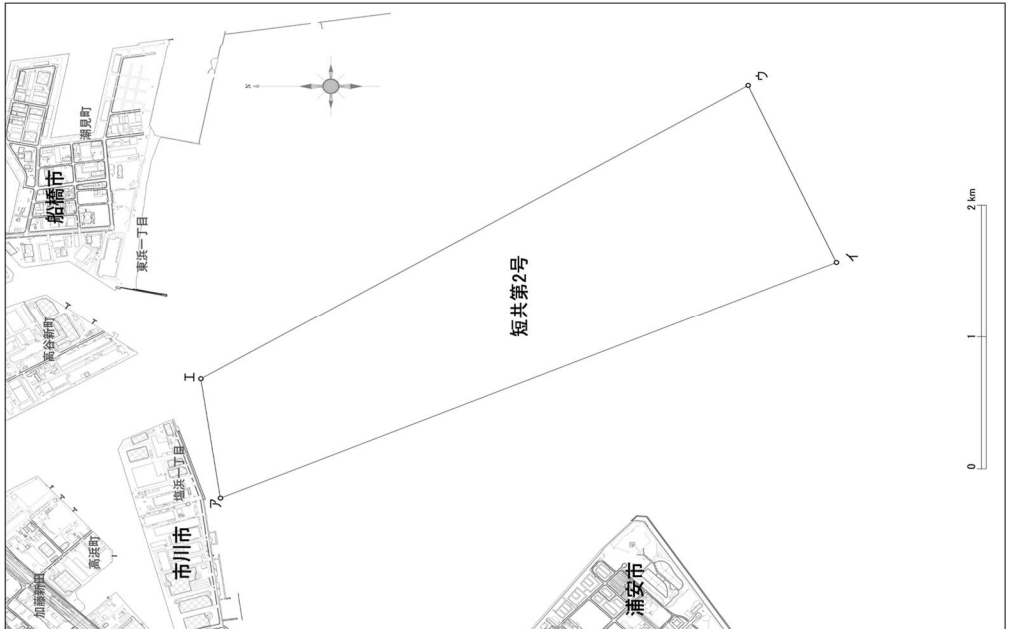 船橋市
潮見町
東浜一丁目
高谷新町
塩浜一丁目
市川市
高浜町
加藤新田
浦安市
短共第2号
ア
イ
ウ
エ
N
0 1 2 km